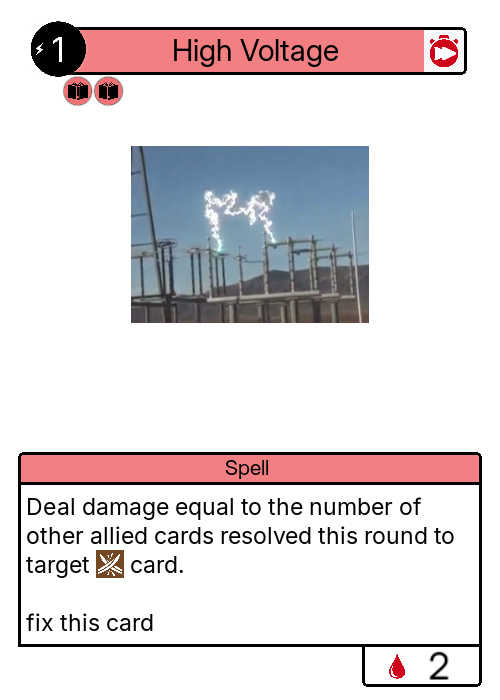 1 High Voltage
Spell
Deal damage equal to the number of
other allied cards resolved this round to
target card.
fix this card
2